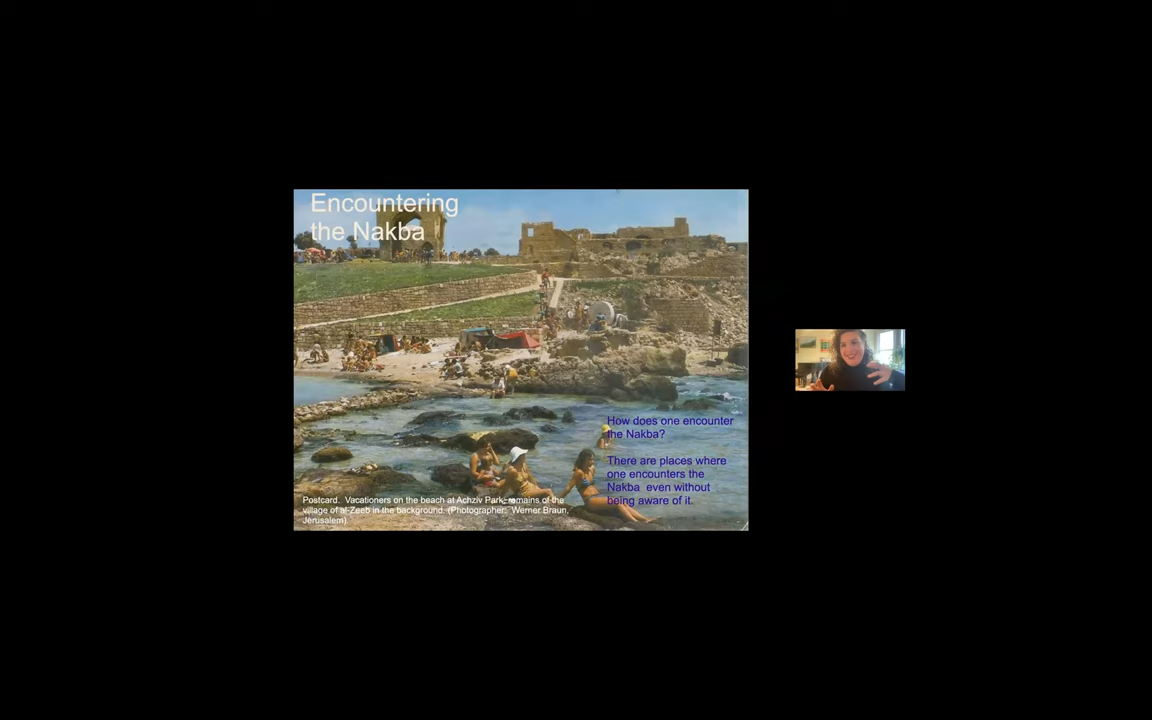 Encountering
the Nakba
How does one encounter
the Nakba?
There are places where
one encounters the
Nakba even without
being aware of it.
Postcard. Vacationers on the beach at Achziv Park, remains of the
village of al-Zeeb in the background. (Photographer: Werner Braun,
Jerusalem).